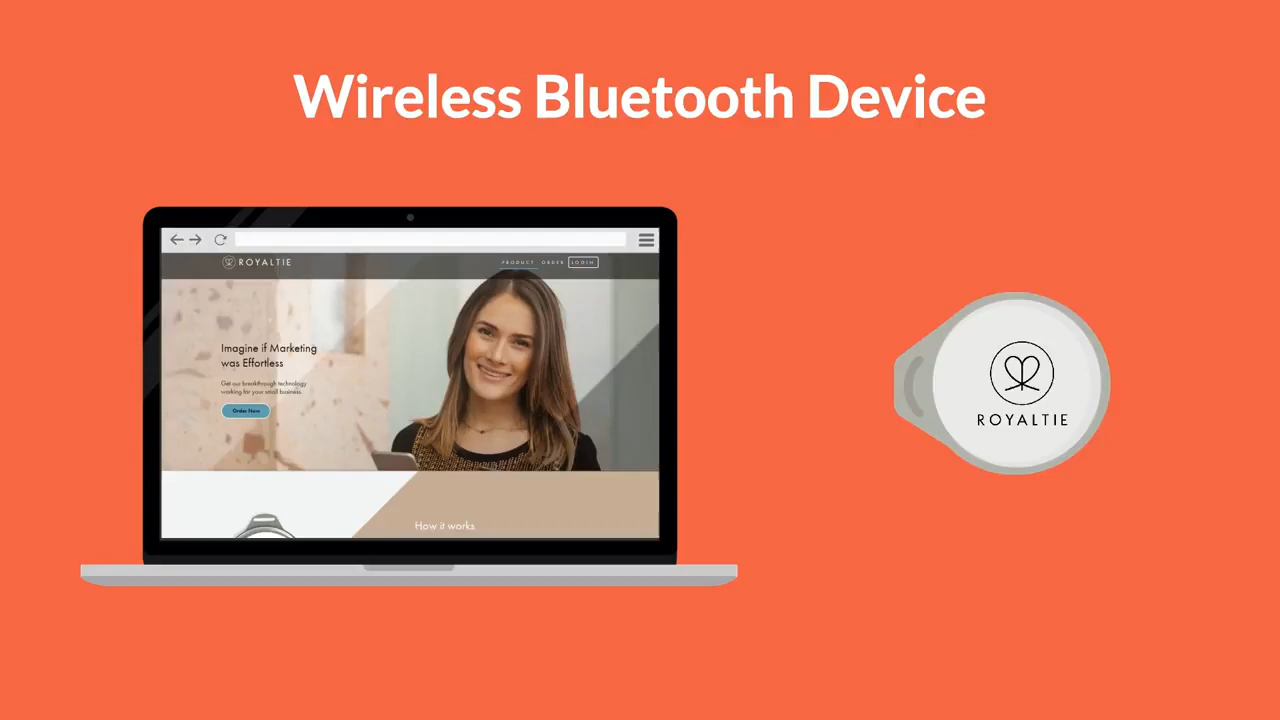 Wireless Bluetooth Device
ROYALTIE
PRODUCT ORDER LOGIN
Imagine if Marketing
was Effortless
Get our breakthrough technology
working for your small business.
Order Now
How it works
ROYALTIE